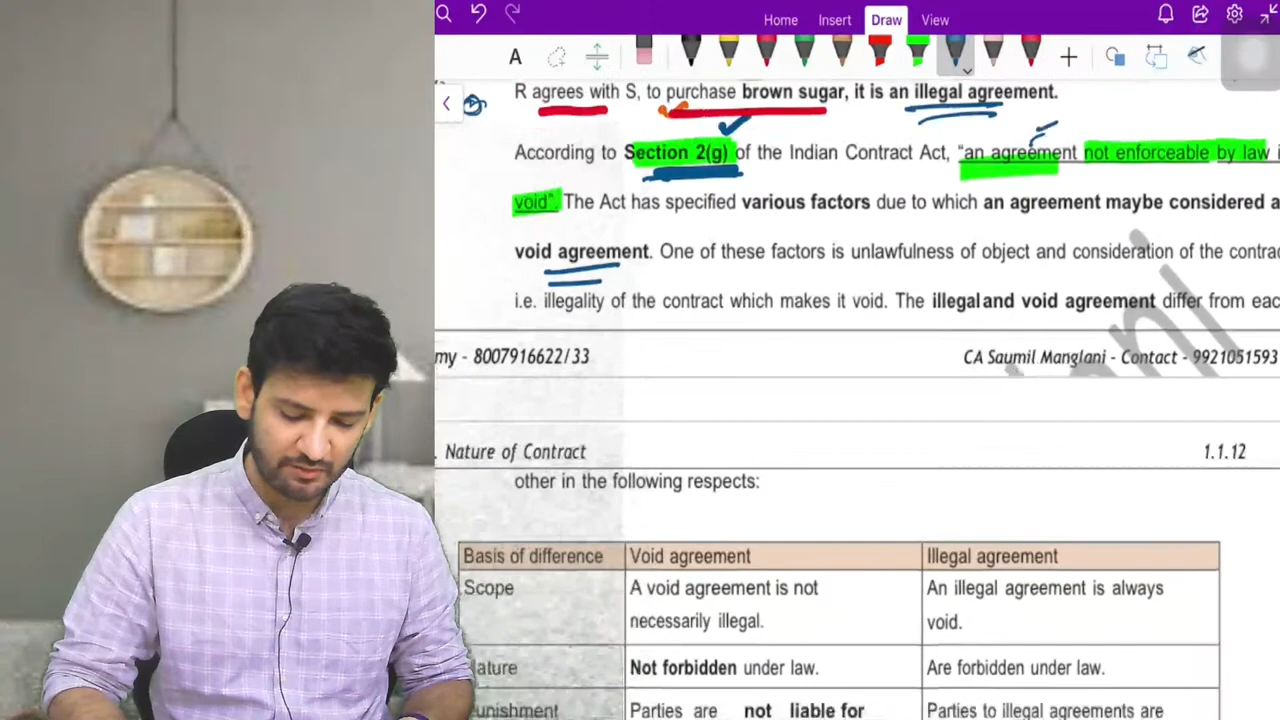 Home Insert Draw View
A
R agrees with S, to purchase brown sugar, it is an illegal agreement.
According to Section 2(g) of the Indian Contract Act, “an agreement not enforceable by law i
void”. The Act has specified various factors due to which an agreement maybe considered a
void agreement. One of these factors is unlawfulness of object and consideration of the contrac
i.e. illegality of the contract which makes it void. The illegal and void agreement differ from eac
my - 8007916622/33 CA Saumil Manglani - Contact - 9921051593
. Nature of Contract 1.1.12
other in the following respects:
Basis of difference Void agreement Illegal agreement
Scope A void agreement is not An illegal agreement is always
necessarily illegal. void.
ature Not forbidden under law. Are forbidden under law.
unishment Parties are not liable for Parties to illegal agreements are